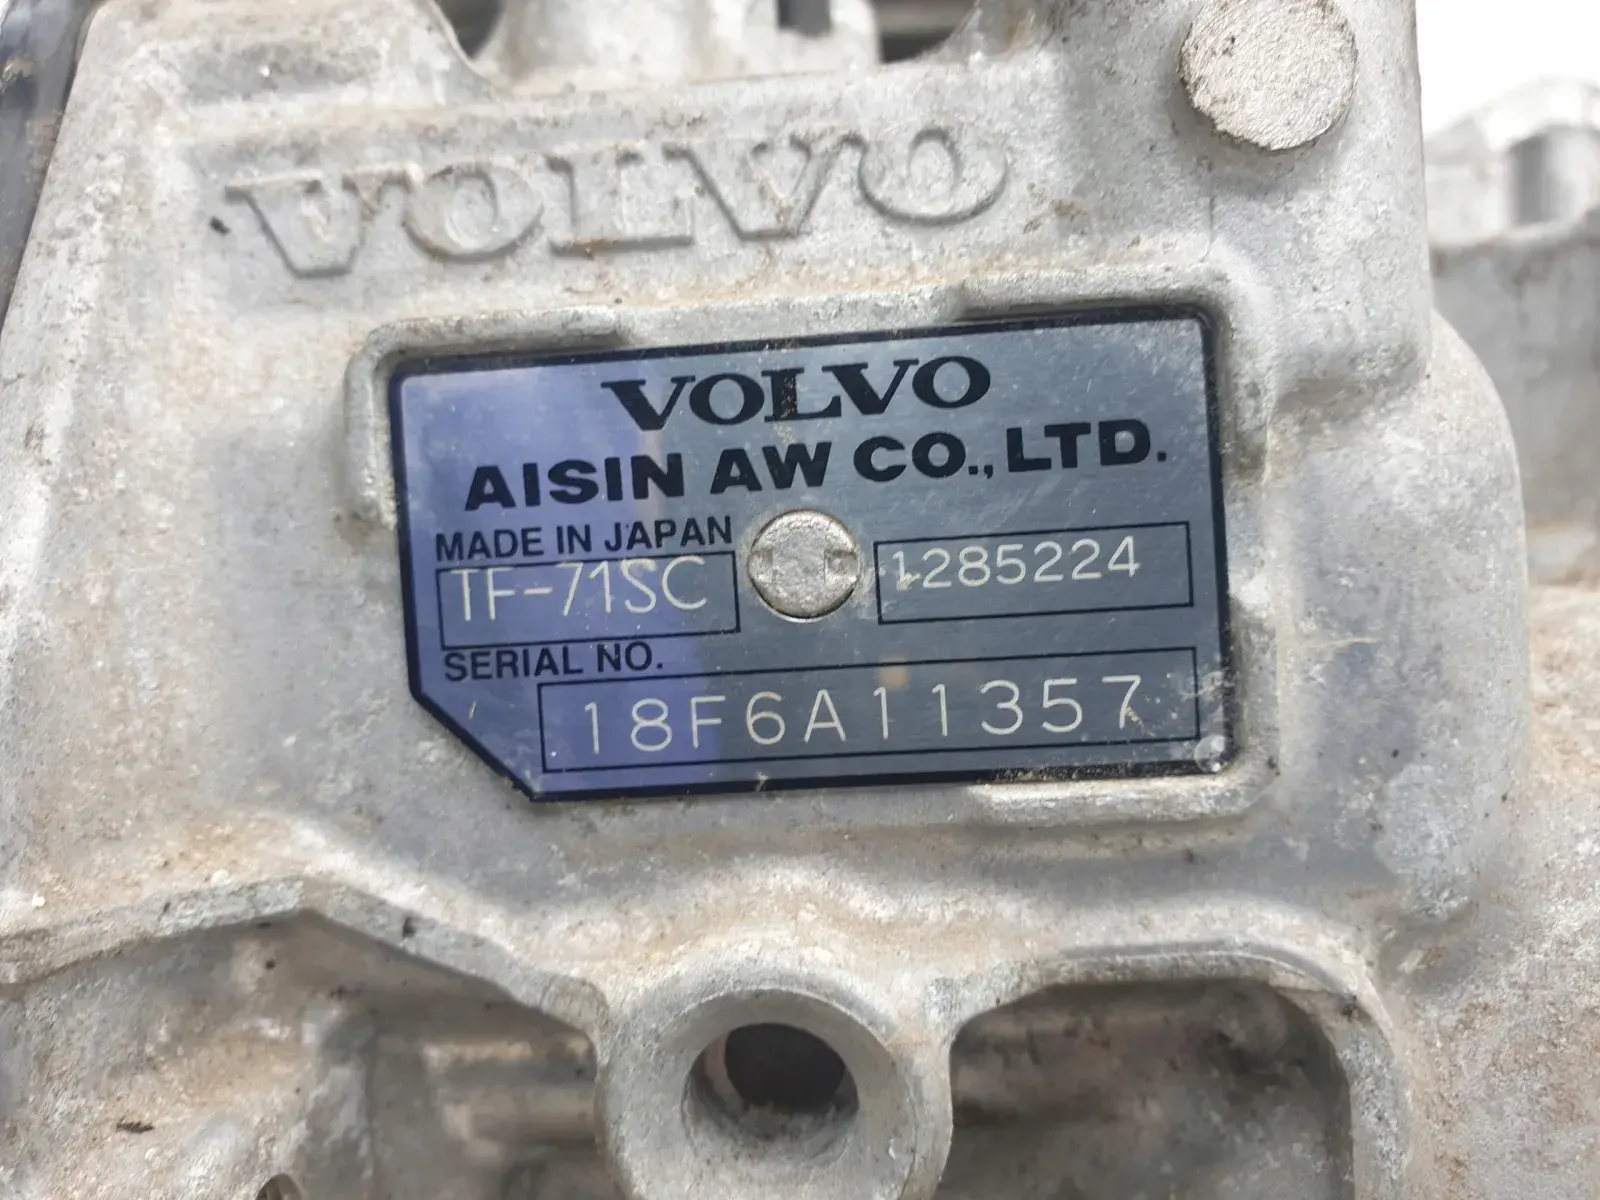 VOLVO
VOLVO
AISIN AW CO., LTD.
MADE IN JAPAN
TF-71SC 1285224
SERIAL NO.
18F6A11357